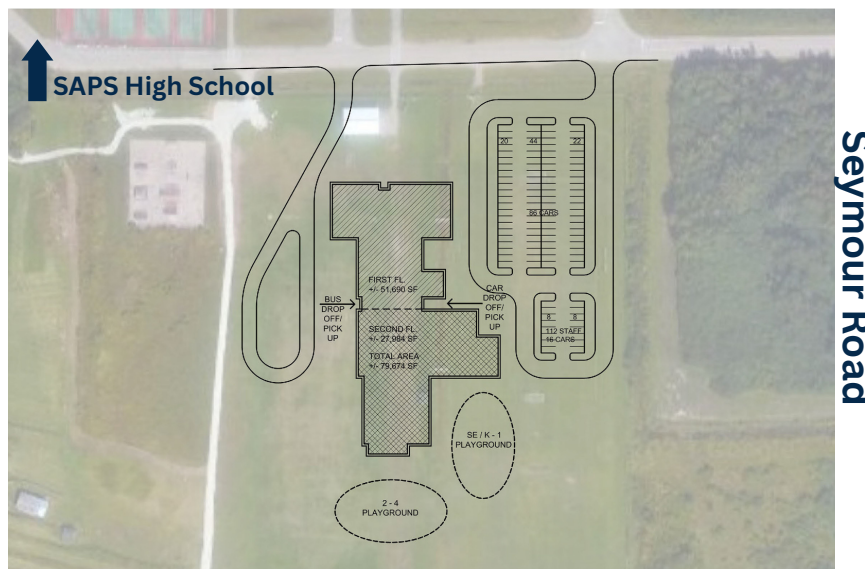 SAPS High School
20
44
22
86 CARS
FIRST FL.
+/- 51,690 SF
BUS
DROP
OFF/
PICK
UP
CAR
DROP
OFF/
PICK
UP
8
8
112 STAFF
16 CARS
SECOND FL.
+/- 27,984 SF
TOTAL AREA
+/- 79,674 SF
SE / K - 1
PLAYGROUND
2 - 4
PLAYGROUND
Seymour Road